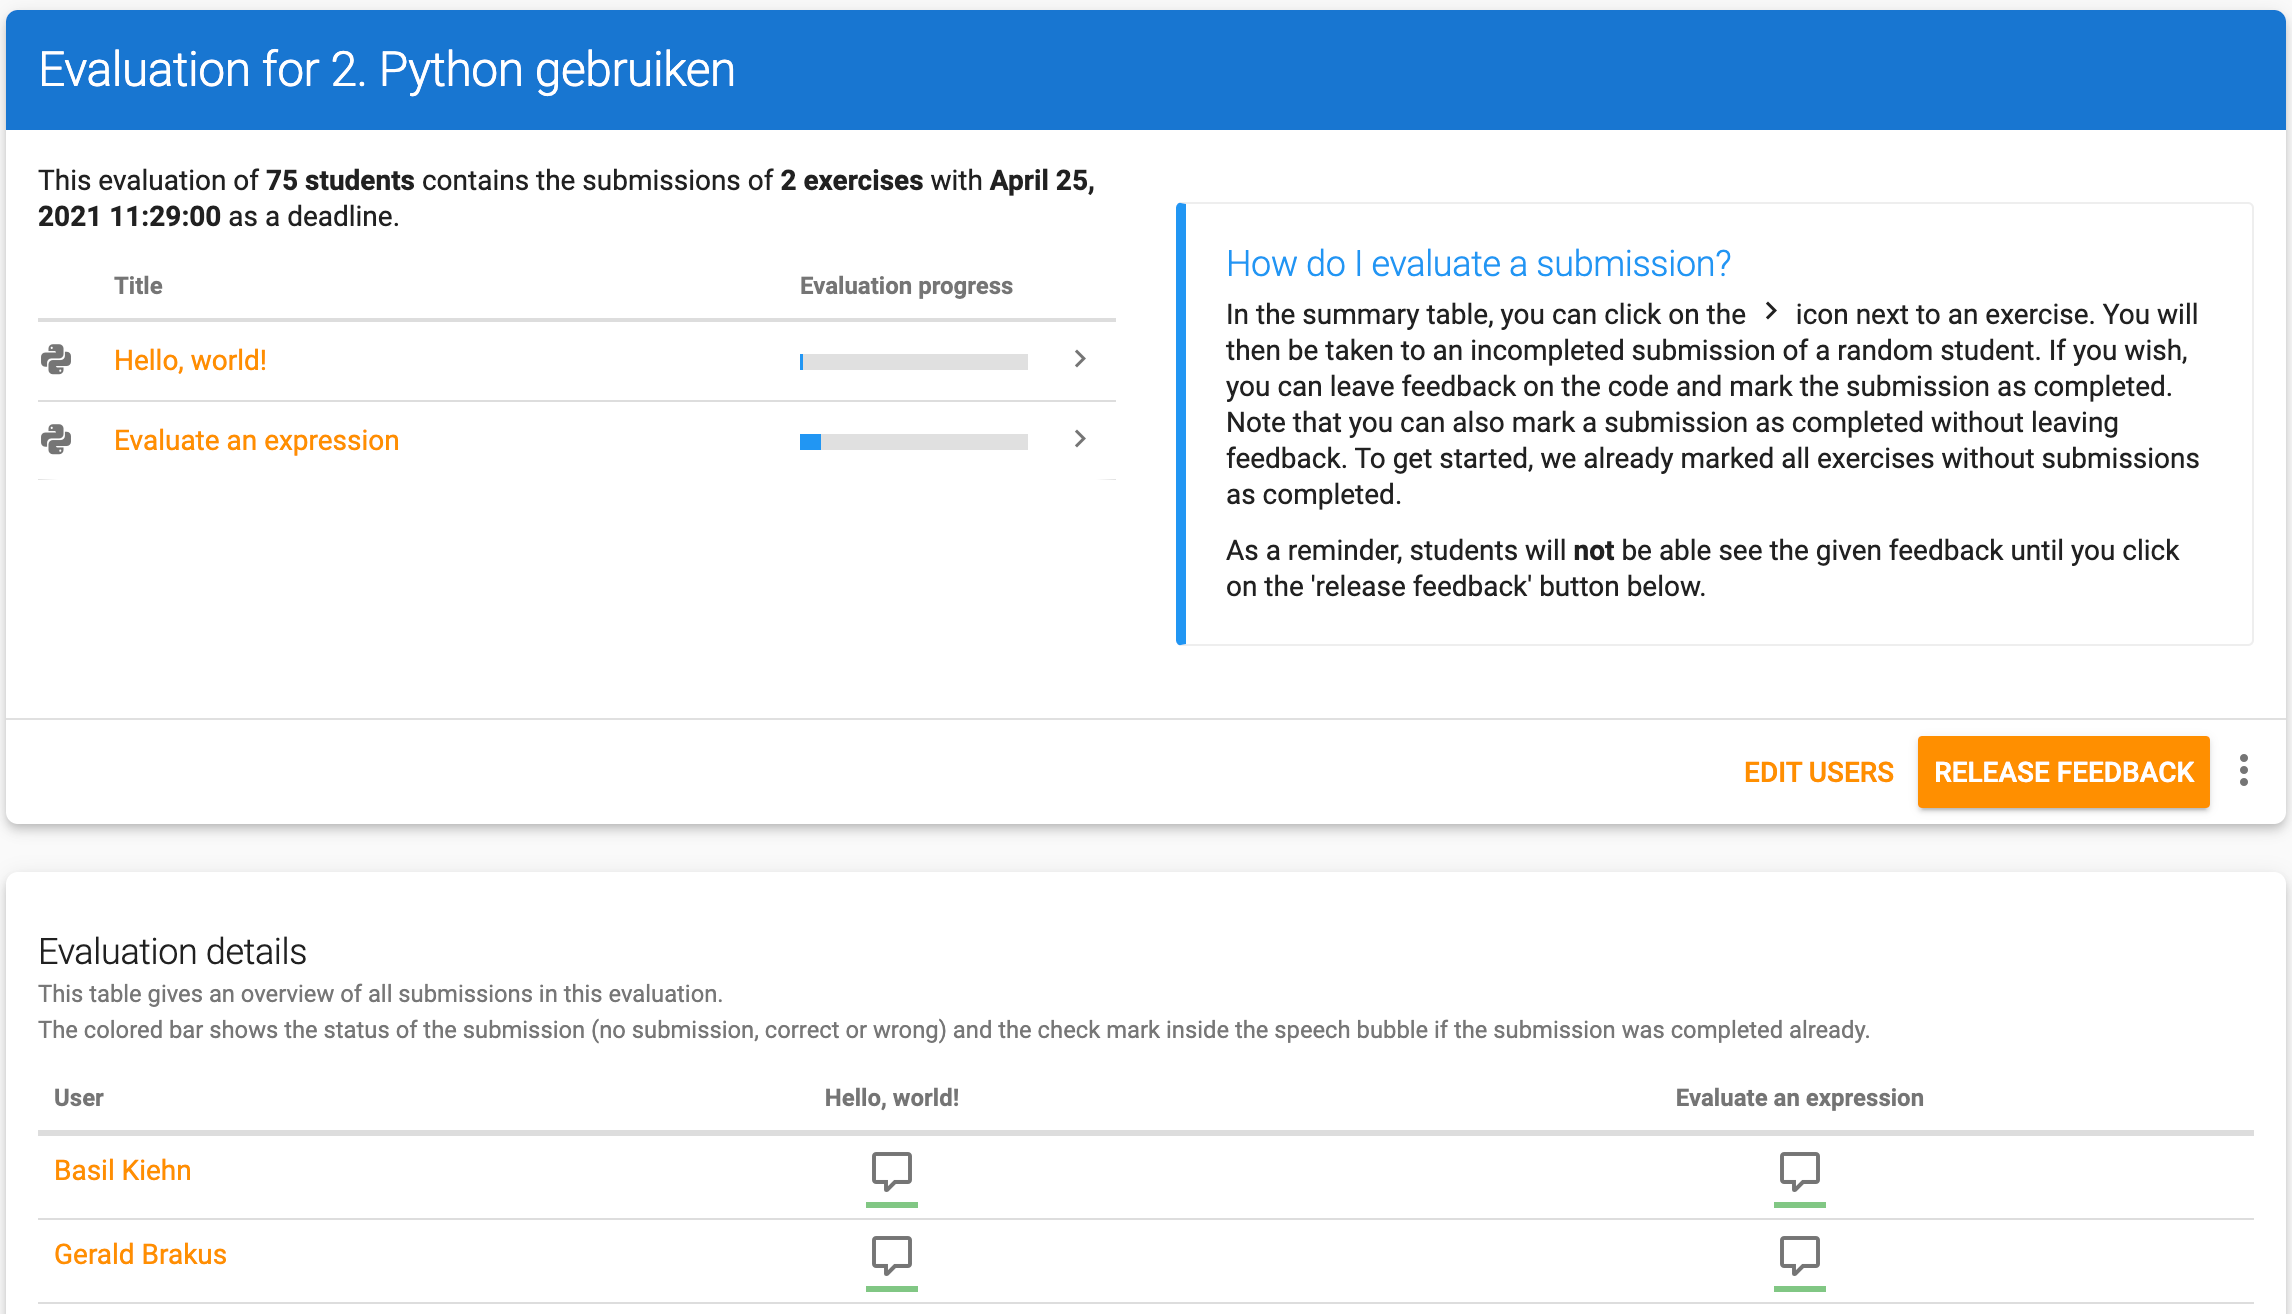 Evaluation for 2. Python gebruiken
This evaluation of 75 students contains the submissions of 2 exercises with April 25,
2021 11:29:00 as a deadline.
Title Evaluation progress
Hello, world!
Evaluate an expression
How do I evaluate a submission?
In the summary table, you can click on the > icon next to an exercise. You will
then be taken to an incompleted submission of a random student. If you wish,
you can leave feedback on the code and mark the submission as completed.
Note that you can also mark a submission as completed without leaving
feedback. To get started, we already marked all exercises without submissions
as completed.
As a reminder, students will not be able see the given feedback until you click
on the 'release feedback' button below.
EDIT USERS RELEASE FEEDBACK
Evaluation details
This table gives an overview of all submissions in this evaluation.
The colored bar shows the status of the submission (no submission, correct or wrong) and the check mark inside the speech bubble if the submission was completed already.
User Hello, world! Evaluate an expression
Basil Kiehn
Gerald Brakus